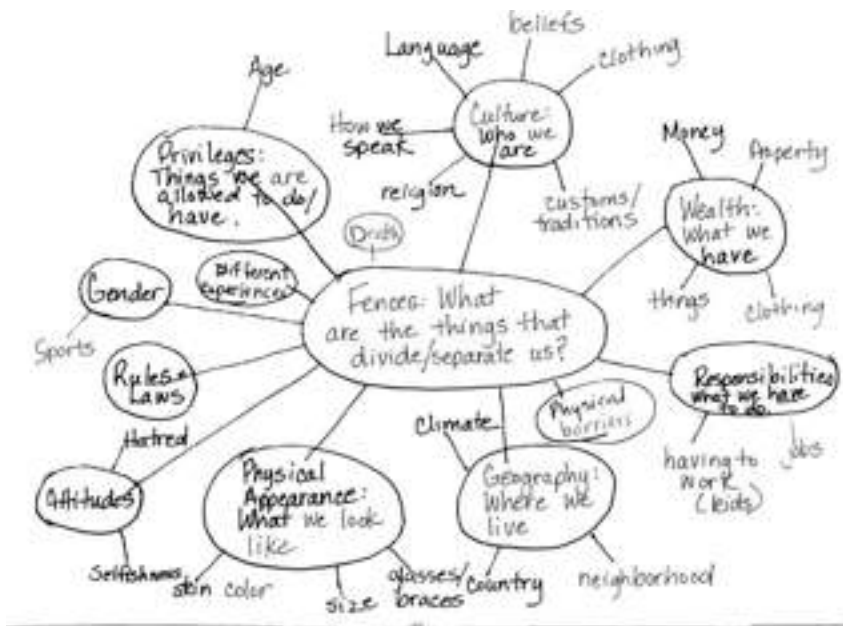 beliefs
Language
clothing
Age
Culture:
who we
are
How we
speak
religion
customs/
traditions
Money
Property
Wealth:
what we
have
things
clothing
Privileges:
Things we are
allowed to do/
have.
Death
Different
experiences
Gender
Sports
Fences: What
are the things that
divide/separate us?
Rules &
Laws
Responsibilities
what we have
to do.
having to
work
(kids)
jobs
Physical
barriers
Climate
Hatred
Attitudes
Selfishness
Physical
Appearance:
What we look
like
skin color
size
glasses/
braces
Geography:
Where we
live
country
neighborhood